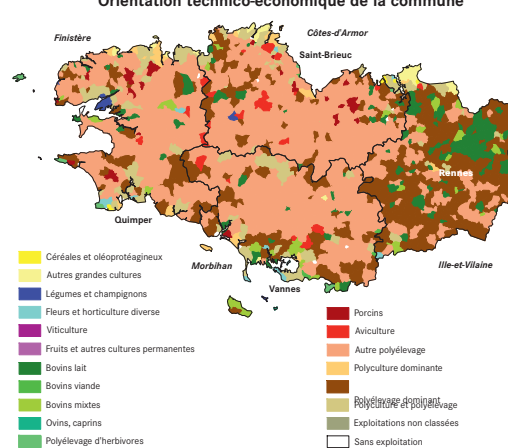 Orientation technico-économique de la commune
Finistère
Côtes-d'Armor
Saint-Brieuc
Rennes
Quimper
Morbihan
Vannes
Ille-et-Vilaine
Céréales et oléoprotéagineux
Autres grandes cultures
Légumes et champignons
Fleurs et horticulture diverse
Viticulture
Fruits et autres cultures permanentes
Bovins lait
Bovins viande
Bovins mixtes
Ovins, caprins
Polyélevage d'herbivores
Porcins
Aviculture
Autre polyélevage
Polyculture dominante
Polyélevage dominant
Polyculture et polyélevage
Exploitations non classées
Sans exploitation